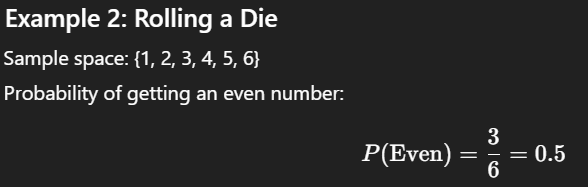 Example 2: Rolling a Die
Sample space: {1, 2, 3, 4, 5, 6}
Probability of getting an even number:
P(Even) = 3/6 = 0.5